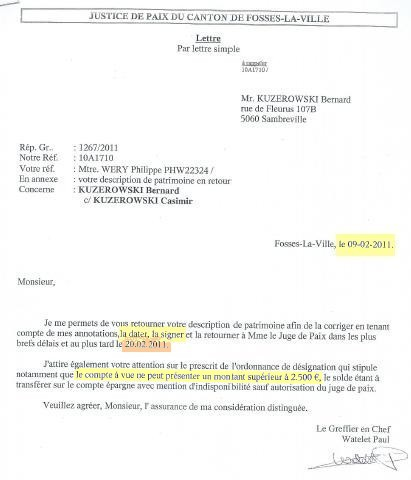 JUSTICE DE PAIX DU CANTON DE FOSSES-LA-VILLE
Lettre
Par lettre simple
à rappeler
10A1710/
Mr. KUZEROWSKI Bernard
rue de Fleurus 107B
5060 Sambreville
Rép. Gr.. : 1267/2011
Notre Réf. : 10A1710
Votre réf. : Mtre. WERY Philippe PHW22324 /
En annexe : votre description de patrimoine en retour
Concerne : KUZEROWSKI Bernard
c/ KUZEROWSKI Casimir
Fosses-La-Ville, le 09-02-2011.
Monsieur,
Je me permets de vous retourner votre description de patrimoine afin de la corriger en tenant
compte de mes annotations, la dater, la signer et la retourner à Mme le Juge de Paix dans les plus
brefs délais et au plus tard le 20.02.2011.
J'attire également votre attention sur le prescrit de l'ordonnance de désignation qui stipule
notamment que le compte à vue ne peut présenter un montant supérieur à 2.500 €, le solde étant à
transférer sur le compte épargne avec mention d'indisponibilité sauf autorisation du juge de paix.
Veuillez agréer, Monsieur, l'assurance de ma considération distinguée.
Le Greffier en Chef
Watelet Paul